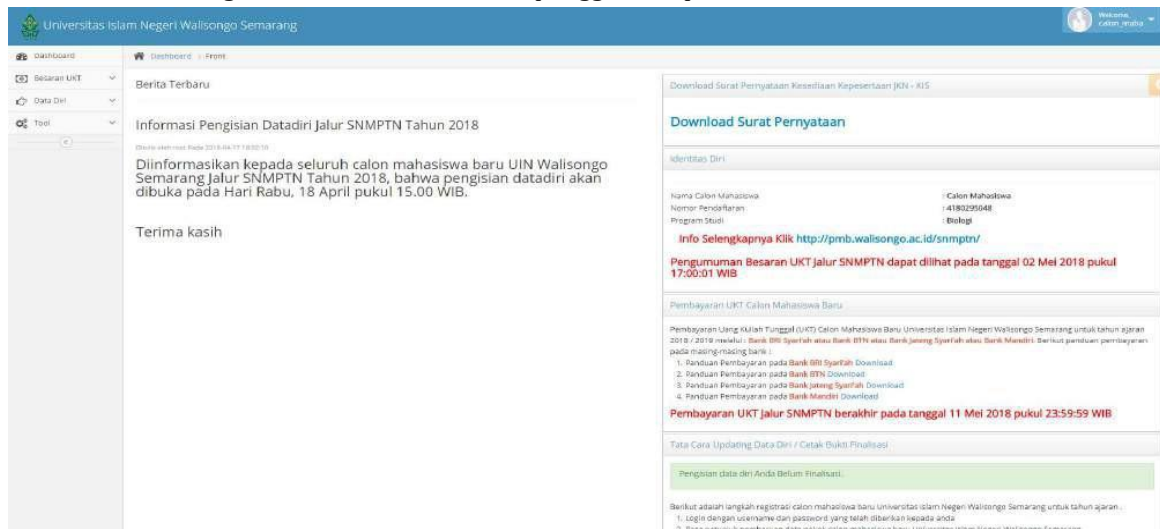 Universitas Islam Negeri Walisongo Semarang
Welcome,
calon_maba
Dashboard
Dashboard
Front
Besaran UKT
Data Diri
Tool
Berita Terbaru
Informasi Pengisian Datadiri Jalur SNMPTN Tahun 2018
Diinformasikan kepada seluruh calon mahasiswa baru UIN Walisongo
Semarang Jalur SNMPTN Tahun 2018, bahwa pengisian datadiri akan
dibuka pada Hari Rabu, 18 April pukul 15.00 WIB.
Terima kasih
Download Surat Pernyataan Kesediaan Kepesertaan JKN - KIS
Download Surat Pernyataan
Identitas Diri
Nama Calon Mahasiswa : Calon Mahasiswa
Nomor Pendaftaran : 4180295048
Program Studi : Biologi
Info Selengkapnya Klik http://pmb.walisongo.ac.id/snmptn/
Pengumuman Besaran UKT Jalur SNMPTN dapat dilihat pada tanggal 02 Mei 2018 pukul
17:00:01 WIB
Pembayaran UKT Calon Mahasiswa Baru
Pembayaran Uang Kuliah Tunggal (UKT) Calon Mahasiswa Baru Universitas Islam Negeri Walisongo Semarang untuk tahun ajaran
2018 / 2019 melalui : Bank BRI Syari'ah atau Bank BTN atau Bank Jateng Syari'ah atau Bank Mandiri. Berikut panduan pembayaran
pada masing-masing bank :
1. Panduan Pembayaran pada Bank BRI Syari'ah Download
2. Panduan Pembayaran pada Bank BTN Download
3. Panduan Pembayaran pada Bank Jateng Syari'ah Download
4. Panduan Pembayaran pada Bank Mandiri Download
Pembayaran UKT Jalur SNMPTN berakhir pada tanggal 11 Mei 2018 pukul 23:59:59 WIB
Tata Cara Updating Data Diri / Cetak Bukti Finalisasi
Pengisian data diri Anda Belum Finalisasi.
Berikut adalah langkah registrasi calon mahasiswa baru Universitas Islam Negeri Walisongo Semarang untuk tahun ajaran .
1. Login dengan username dan password yang telah diberikan kepada anda